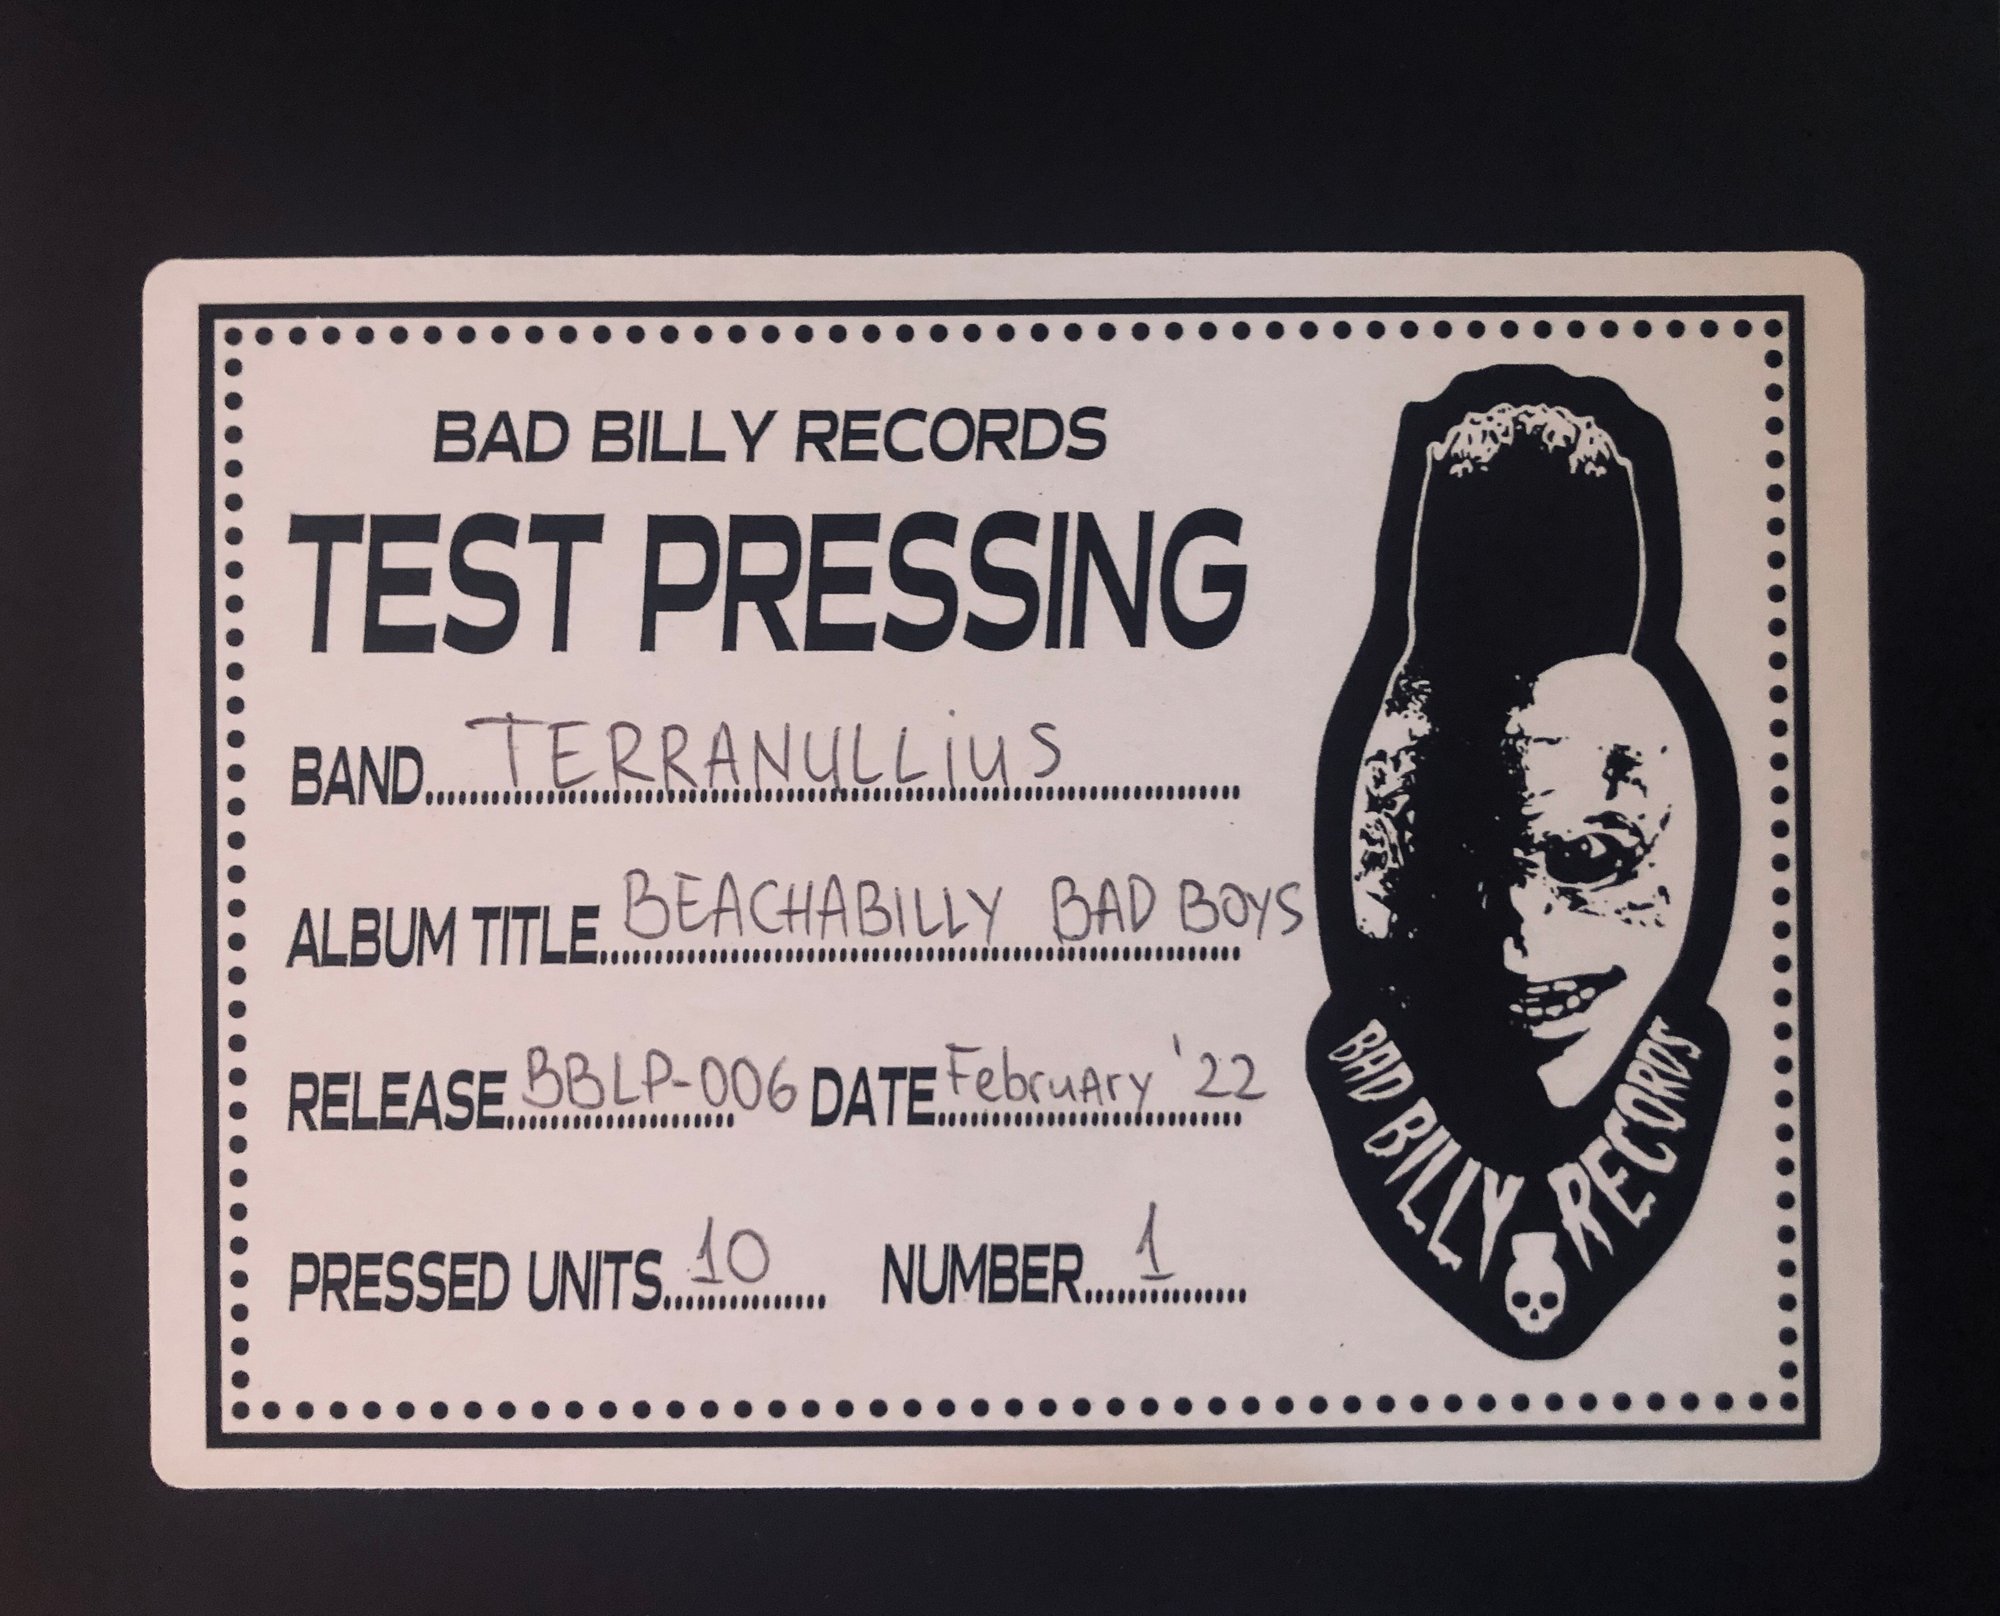 BAD BILLY RECORDS
TEST PRESSING
BAND TERRANULLiUS
ALBUM TITLE BEACHABILLY BAD BOYS
RELEASE BBLP-006 DATE FebruAry '22
PRESSED UNITS 10 NUMBER 1
BAD BILLY RECORDS